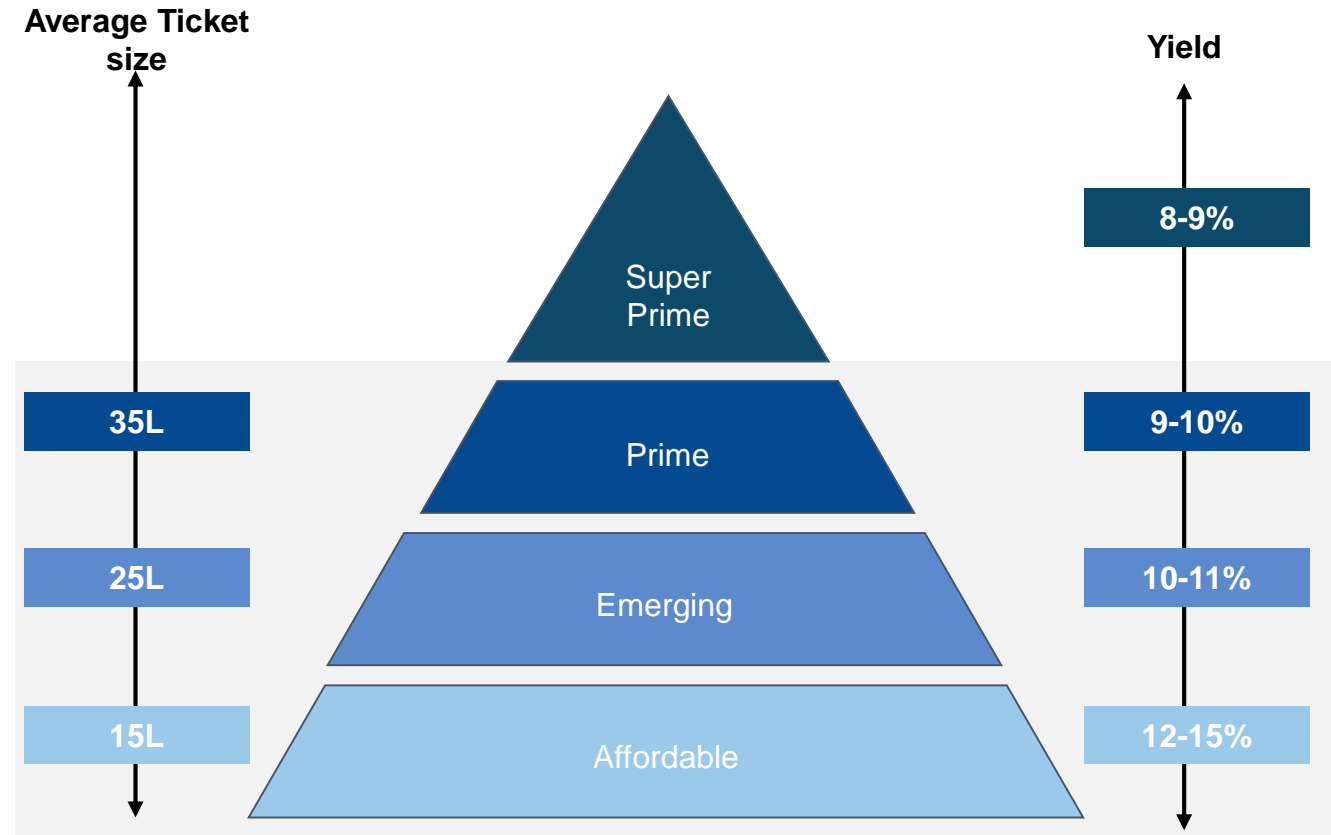 Average Ticket
size
Yield
8-9%
Super
Prime
35L
Prime
9-10%
25L
Emerging
10-11%
15L
Affordable
12-15%